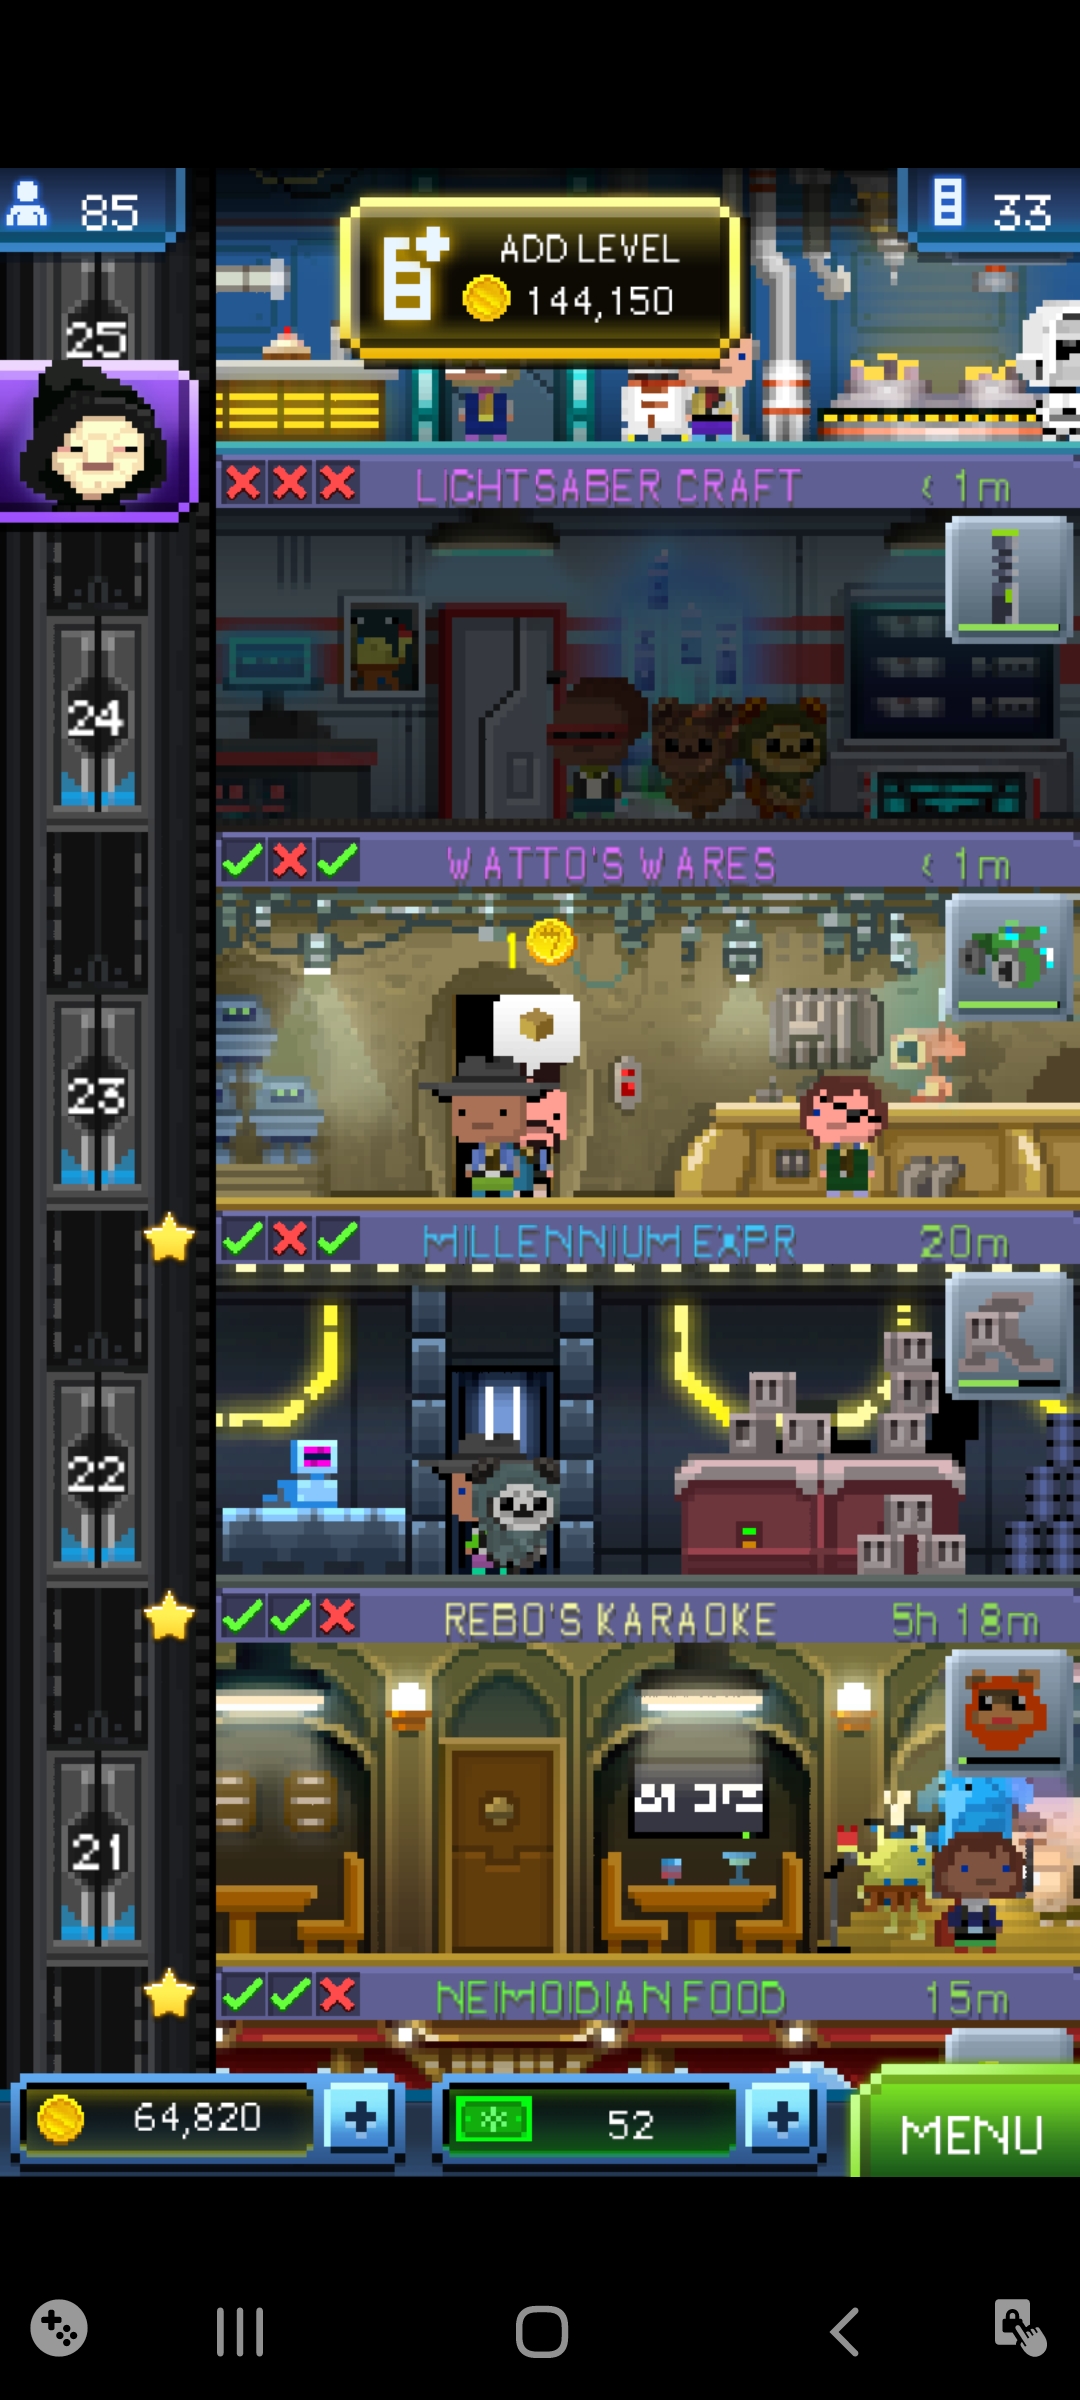 85
33
ADD LEVEL
144,150
25
LIGHTSABER CRAFT < 1m
24
WATTO'S WARES < 1m
1
23
MILLENNIUM EXPR 20m
22
REBO'S KARAOKE 5h 18m
21
NEIMOIDIAN FOOD 15m
64,820
52
MENU